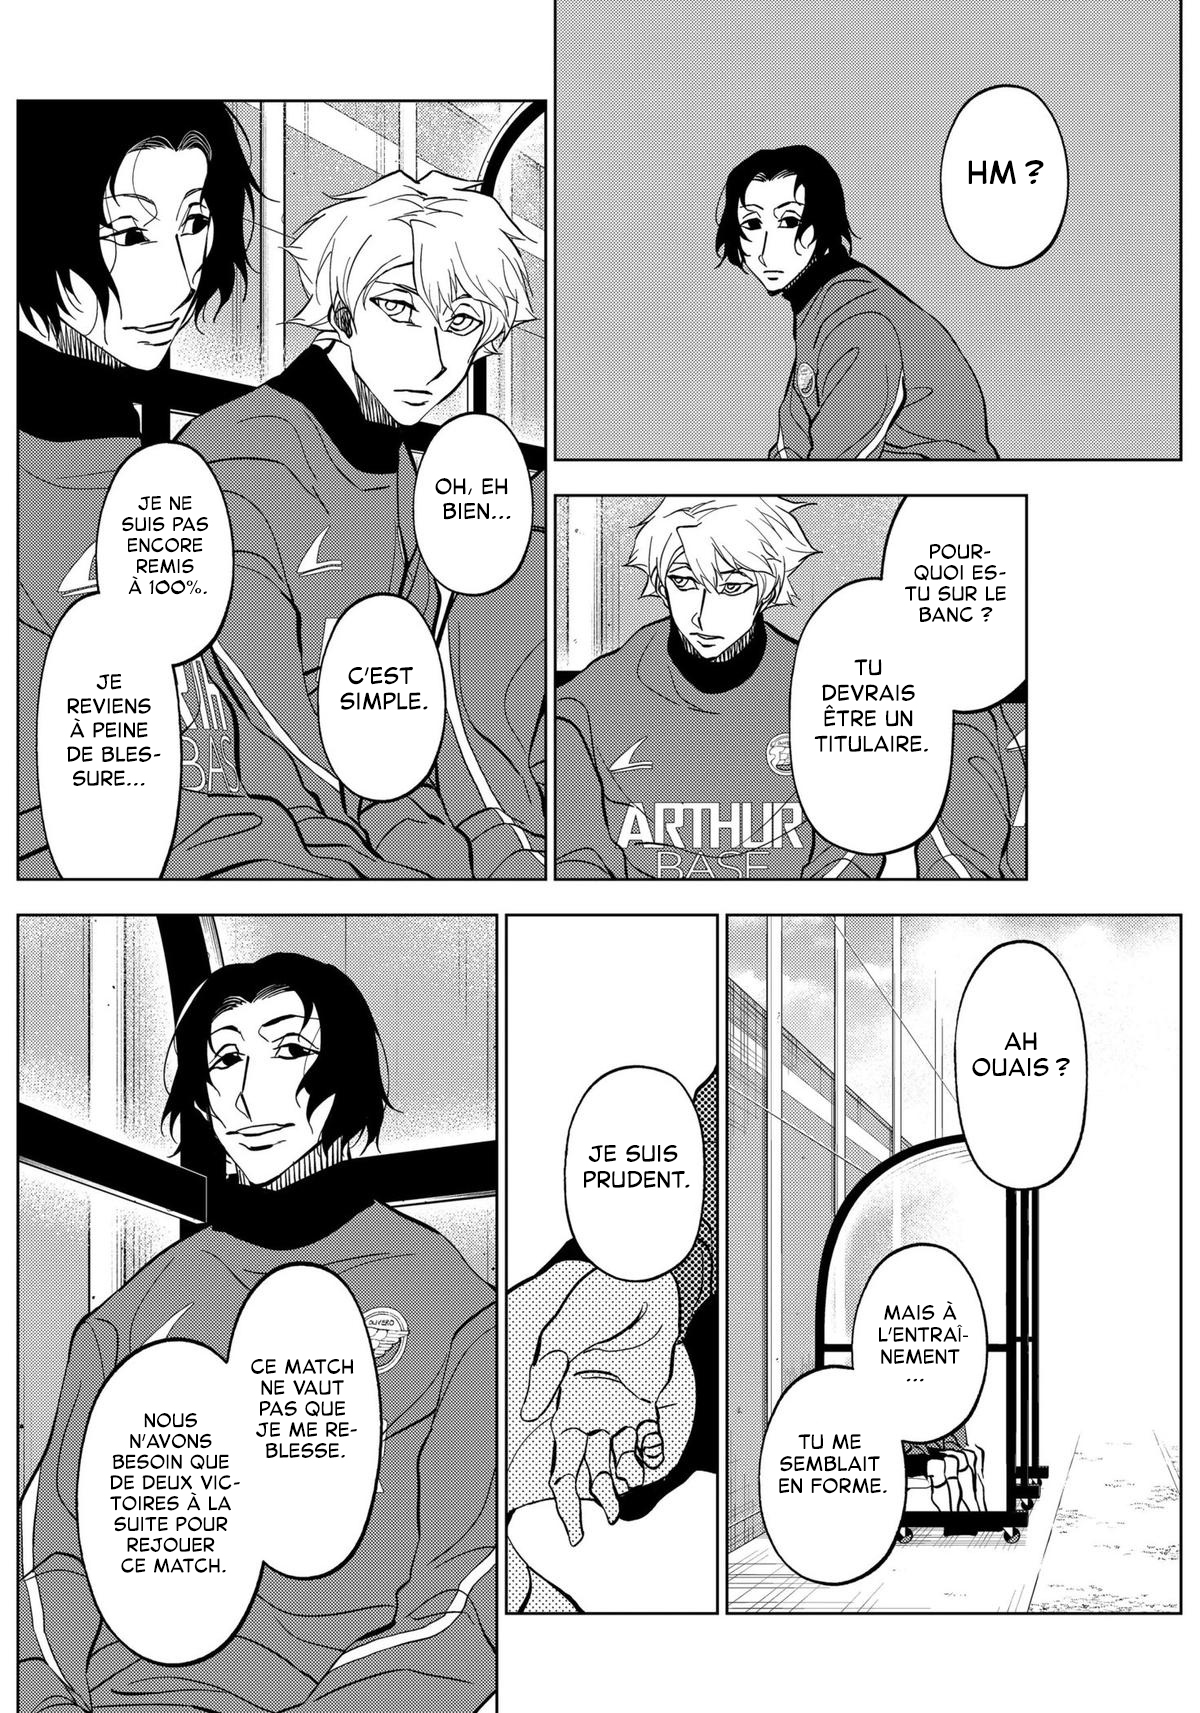 HM ?
POUR-
QUOI ES-
TU SUR LE
BANC ?
TU
DEVRAIS
ÊTRE UN
TITULAIRE.
ARTHUR
BASE
OH, EH
BIEN...
C'EST
SIMPLE.
JE NE
SUIS PAS
ENCORE
REMIS
À 100%.
JE
REVIENS
À PEINE
DE BLES-
SURE...
BAS
AH
OUAIS ?
MAIS À
L'ENTRAÎ-
NEMENT
...
TU ME
SEMBLAIT
EN FORME.
JE SUIS
PRUDENT.
CE MATCH
NE VAUT
PAS QUE
JE ME RE-
BLESSE.
OLIVERO
NOUS
N'AVONS
BESOIN QUE
DE DEUX VIC-
TOIRES À LA
SUITE POUR
REJOUER
CE MATCH.